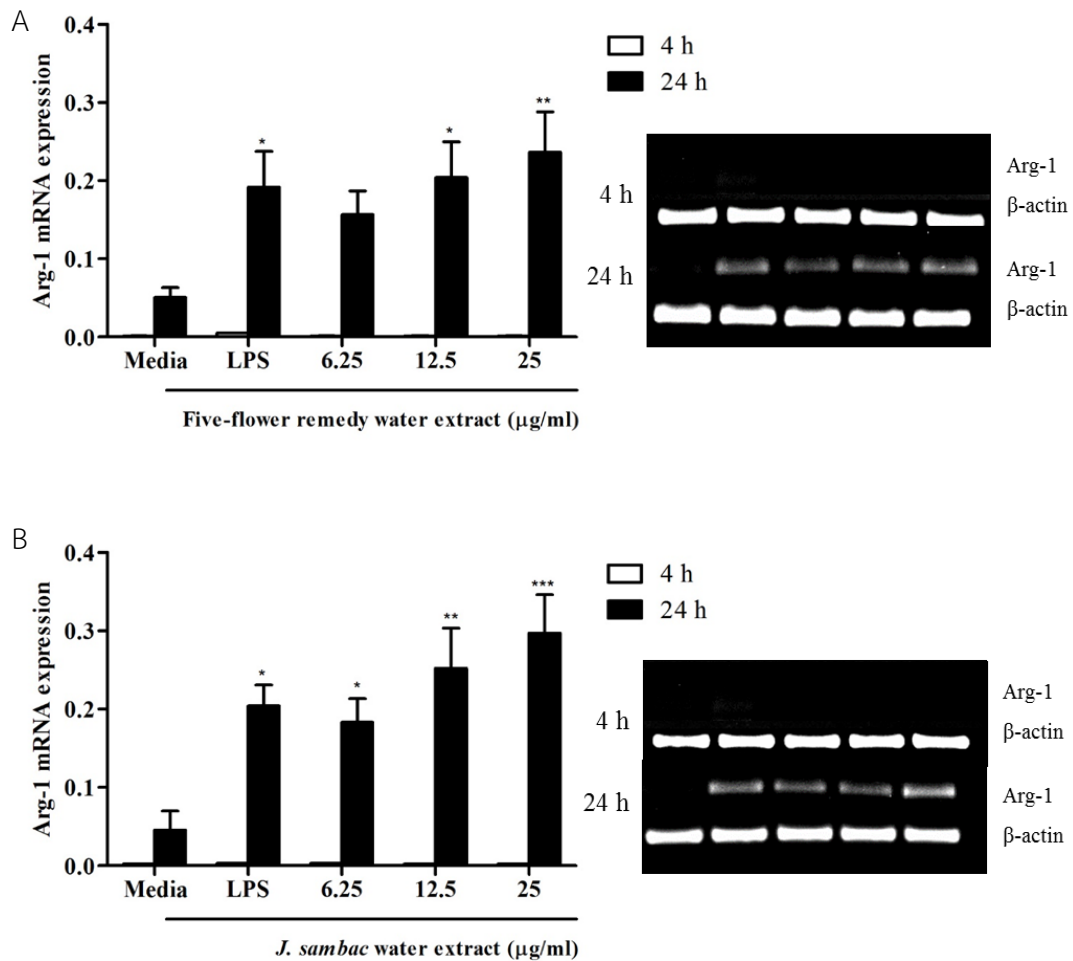 A
0.4
0.3
0.2
0.1
0.0
Arg-1 mRNA expression
*
*
**
Media LPS 6.25 12.5 25
Five-flower remedy water extract (μg/ml)
4 h
24 h
4 h
24 h
Arg-1
β-actin
Arg-1
β-actin
B
0.4
0.3
0.2
0.1
0.0
Arg-1 mRNA expression
*
*
**
***
Media LPS 6.25 12.5 25
J. sambac water extract (μg/ml)
4 h
24 h
4 h
24 h
Arg-1
β-actin
Arg-1
β-actin